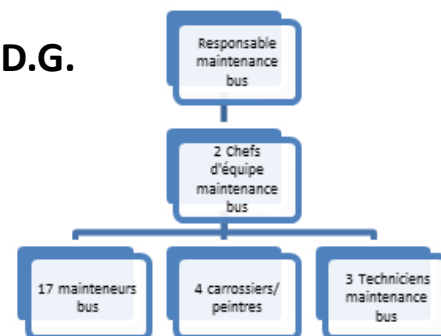 D.G.
Responsable
maintenance
bus
2 Chefs
d'équipe
maintenance
bus
17 mainteneurs
bus
4 carrossiers/
peintres
3 Techniciens
maintenance
bus